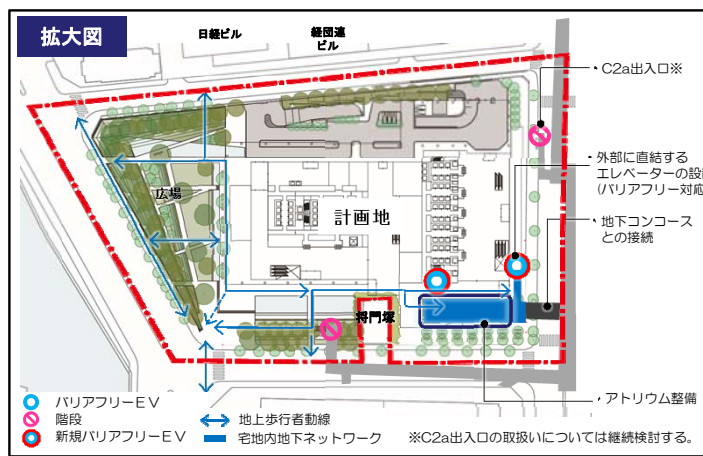 拡大図
日経ビル
経団連
ビル
C2a出入口※
外部に直結する
エレベーターの設
(バリアフリー対応
地下コンコース
との接続
広場
計画地
将門塚
アトリウム整備
バリアフリーEV
階段
新規バリアフリーEV
地上歩行者動線
宅地内地下ネットワーク
※C2a出入口の取扱いについては継続検討する。